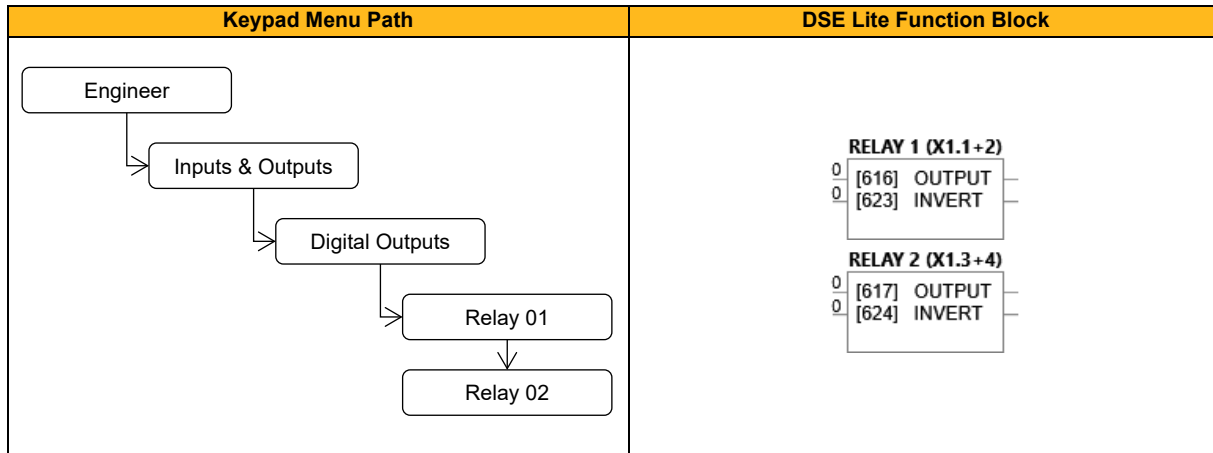 Keypad Menu Path
DSE Lite Function Block
Engineer
Inputs & Outputs
Digital Outputs
Relay 01
Relay 02
RELAY 1 (X1.1+2)
0 [616] OUTPUT
0 [623] INVERT
RELAY 2 (X1.3+4)
0 [617] OUTPUT
0 [624] INVERT